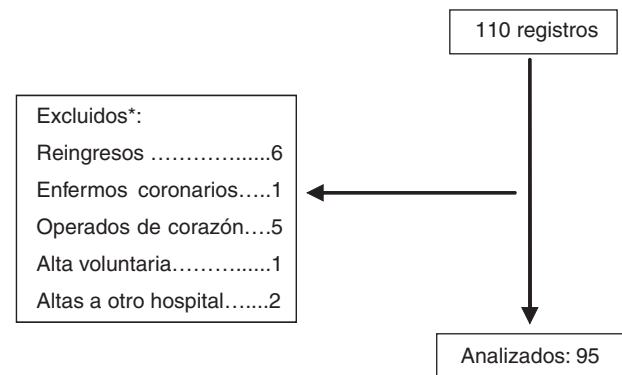 110 registros
Excluidos*:
Reingresos …………......6
Enfermos coronarios…..1
Operados de corazón….5
Alta voluntaria………......1
Altas a otro hospital…....2
Analizados: 95